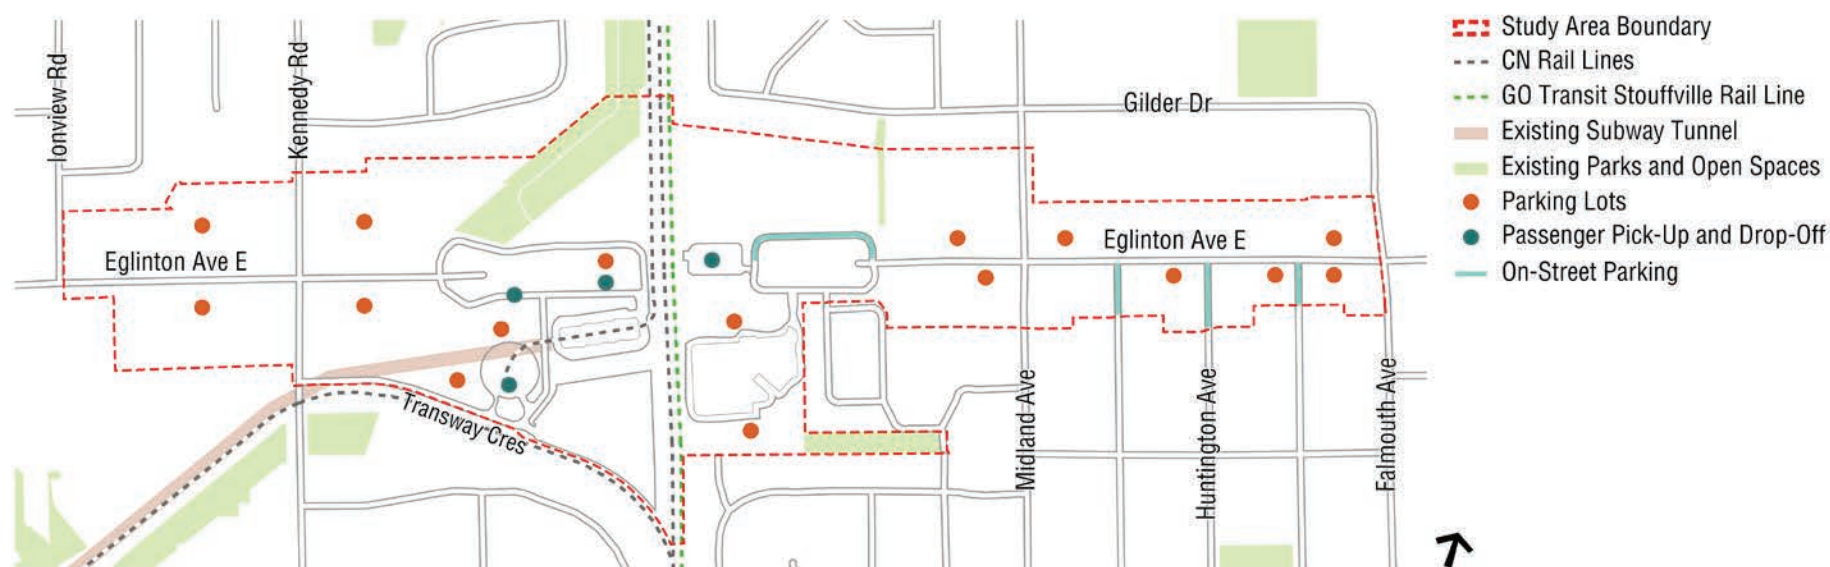 Ionview Rd
Kennedy Rd
Gilder Dr
Eglinton Ave E
Eglinton Ave E
Transway Cres
Midland Ave
Huntington Ave
Falmouth Ave
Study Area Boundary
CN Rail Lines
GO Transit Stouffville Rail Line
Existing Subway Tunnel
Existing Parks and Open Spaces
Parking Lots
Passenger Pick-Up and Drop-Off
On-Street Parking